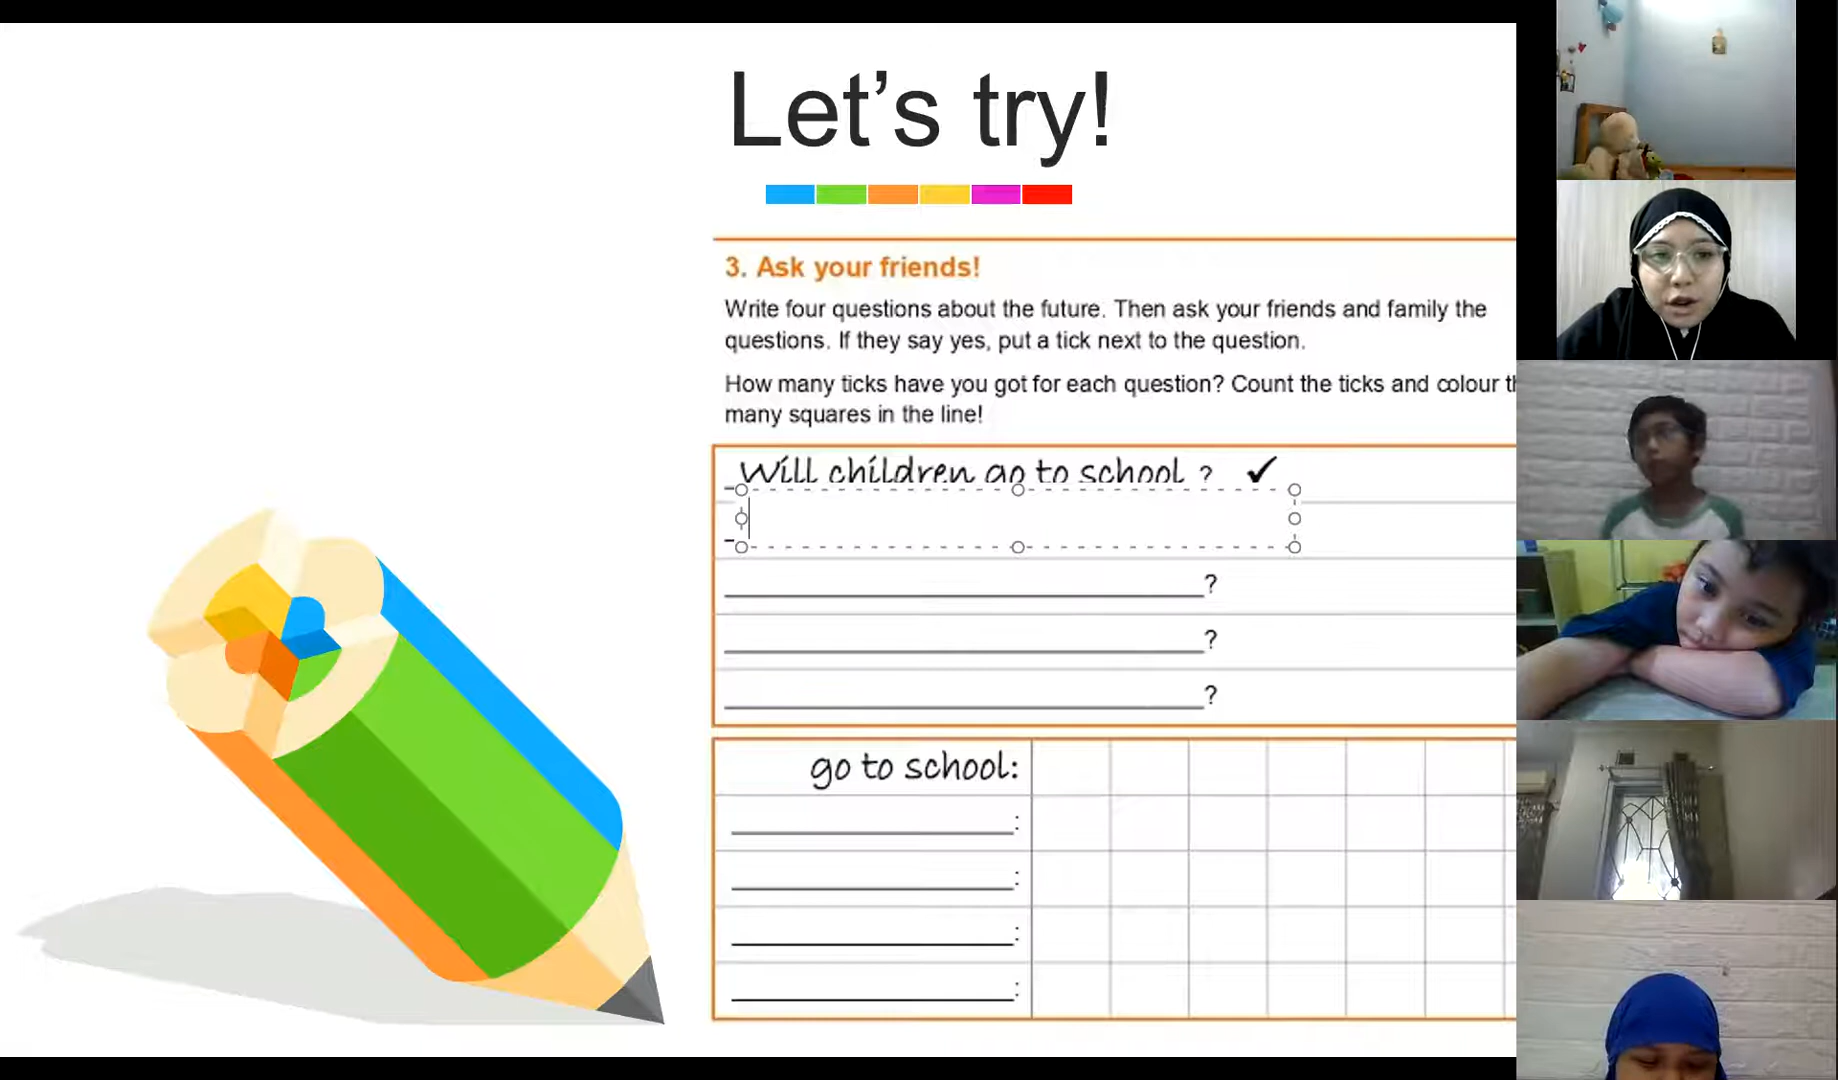 Let's try!
3. Ask your friends!
Write four questions about the future. Then ask your friends and family the
questions. If they say yes, put a tick next to the question.
How many ticks have you got for each question? Count the ticks and colour
many squares in the line!
Will children go to school ? ✓
?
?
?
go to school:
:
:
:
: